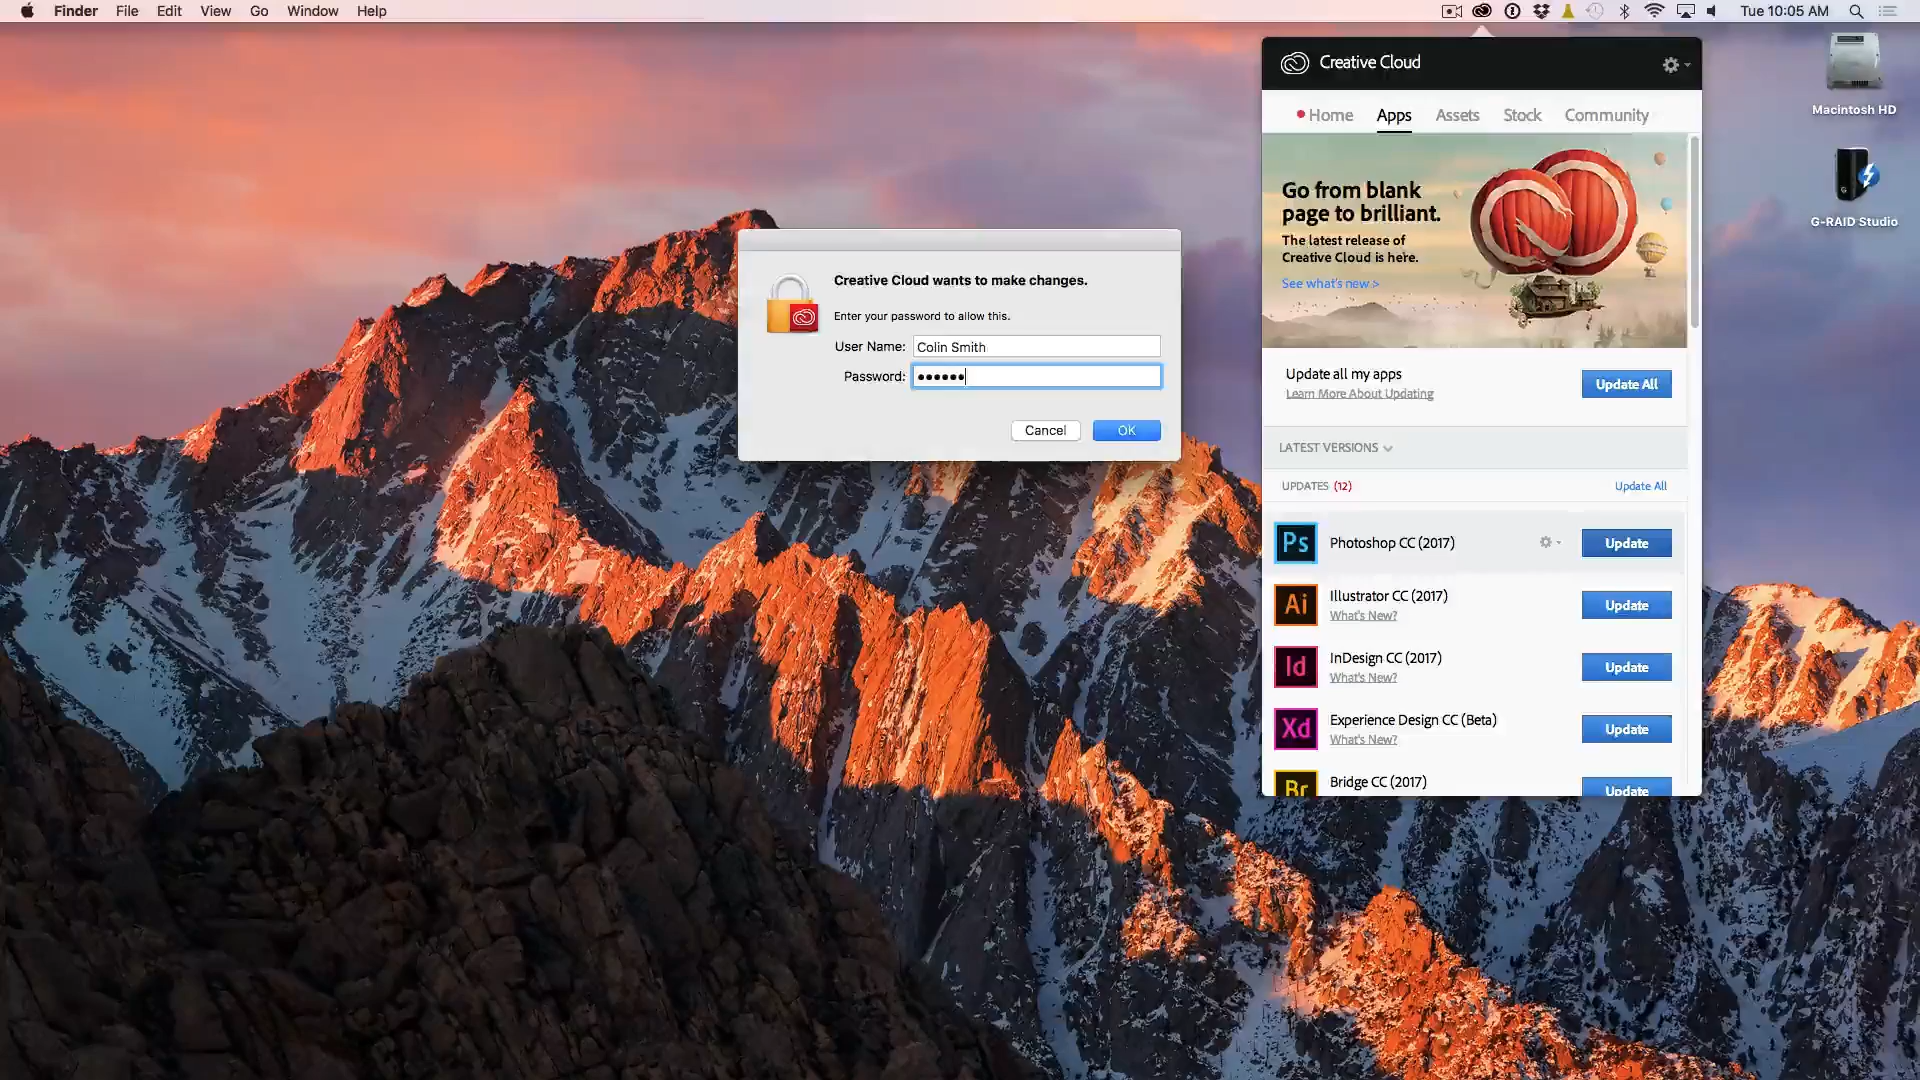 Finder File Edit View Go Window Help
Tue 10:05 AM
Creative Cloud
Home Apps Assets Stock Community
Go from blank
page to brilliant.
The latest release of
Creative Cloud is here.
See what's new >
Update all my apps
Learn More About Updating
Update All
LATEST VERSIONS
UPDATES (12)
Update All
Ps
Photoshop CC (2017)
Update
Ai
Illustrator CC (2017)
What's New?
Update
Id
InDesign CC (2017)
What's New?
Update
Xd
Experience Design CC (Beta)
What's New?
Update
Br
Bridge CC (2017)
Update
Creative Cloud wants to make changes.
Enter your password to allow this.
User Name: Colin Smith
Password: ••••••
Cancel OK
Macintosh HD
G-RAID Studio